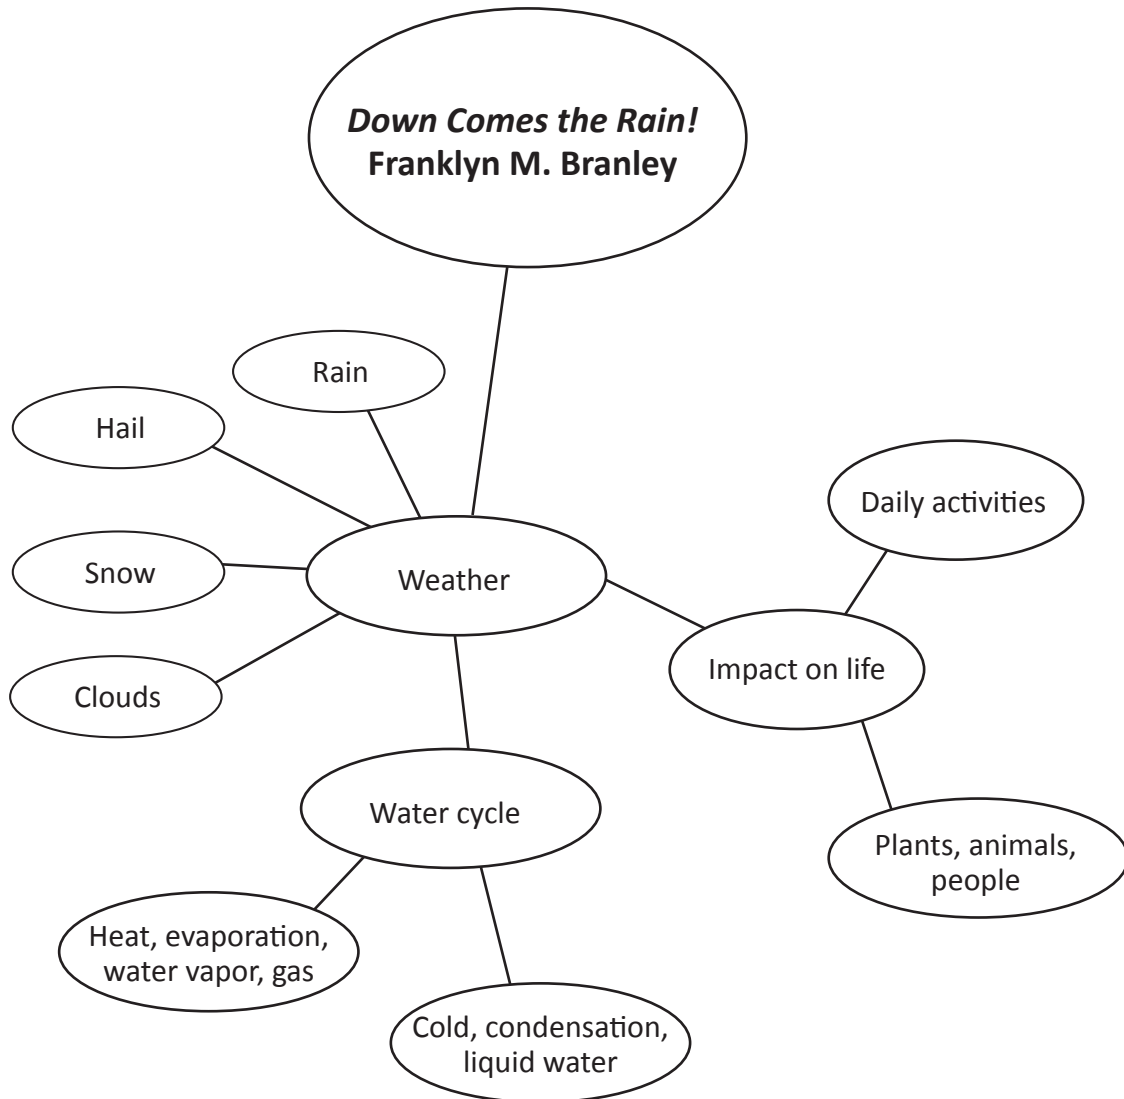 Down Comes the Rain!
Franklyn M. Branley
Rain
Hail
Daily activities
Snow
Weather
Impact on life
Clouds
Water cycle
Plants, animals,
people
Heat, evaporation,
water vapor, gas
Cold, condensation,
liquid water